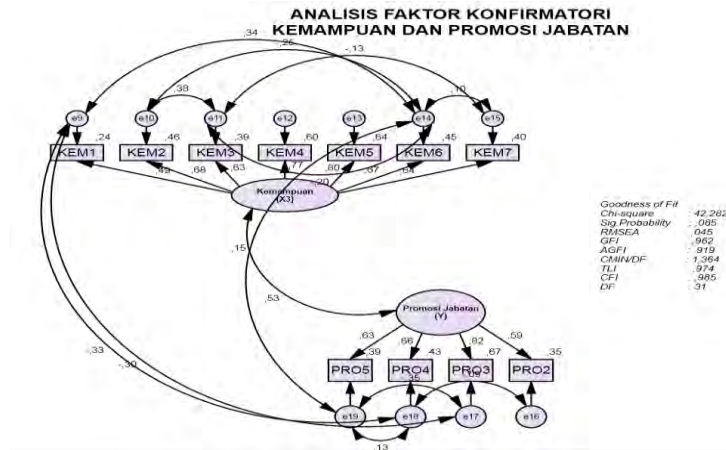 ANALISIS FAKTOR KONFIRMATORI
KEMAMPUAN DAN PROMOSI JABATAN
,34
,25
-,13
,38
,10
e9
e10
e11
e12
e13
e14
e15
,24
,46
,39
,60
,64
,45
,40
KEM1
KEM2
KEM3
KEM4
KEM5
KEM6
KEM7
,49
,68
,63
,77
,80
,67
,64
,20
Kemampuan
(X3)
Goodness of Fit
Chi-square : 42,282
Sig.Probability : ,085
RMSEA : ,045
GFI : ,962
AGFI : ,919
CMIN/DF : 1,364
TLI : ,974
CFI : ,985
DF : 31
,15
,53
Promosi Jabatan
(Y)
-,33
-,30
,63
,66
,82
,59
,39
,43
,67
,35
PRO5
PRO4
PRO3
PRO2
,35
e19
e18
e17
e16
,13